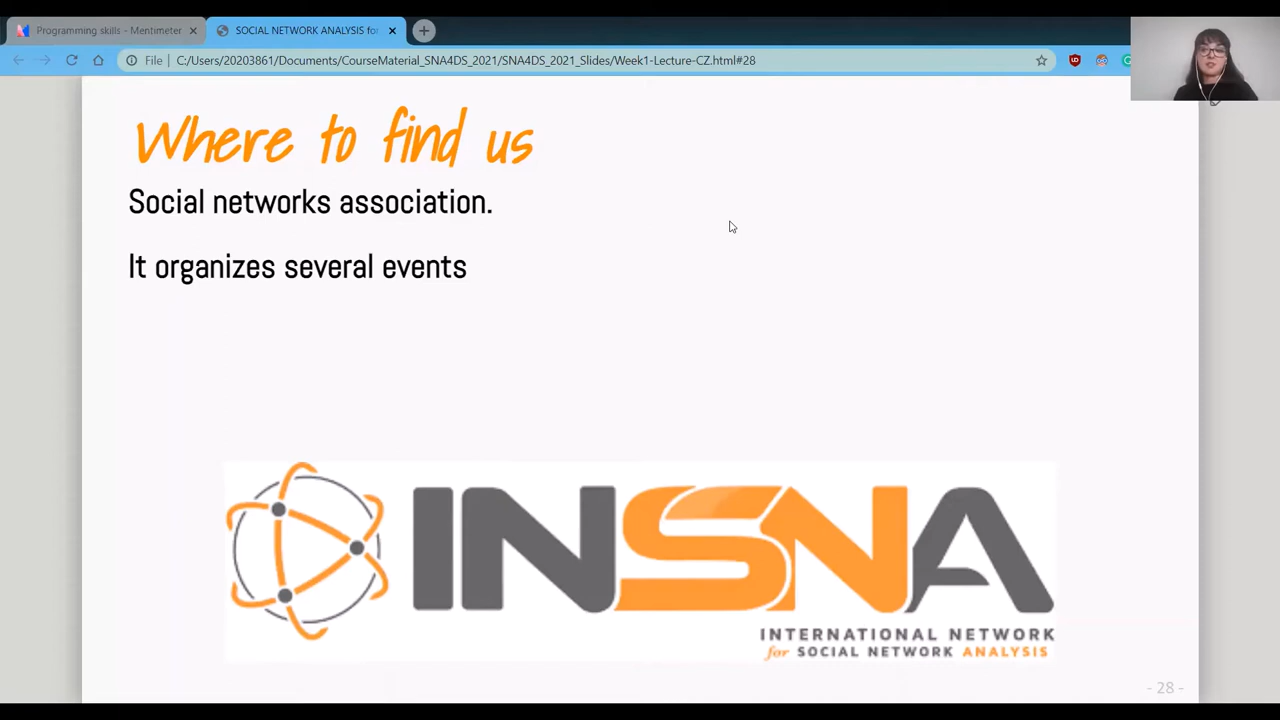 Programming skills - Mentimeter
SOCIAL NETWORK ANALYSIS for
File
C:/Users/20203861/Documents/CourseMaterial_SNA4DS_2021/SNA4DS_2021_Slides/Week1-Lecture-CZ.html#28
Where to find us
Social networks association.
It organizes several events
INSNA
INTERNATIONAL NETWORK
for SOCIAL NETWORK ANALYSIS
- 28 -